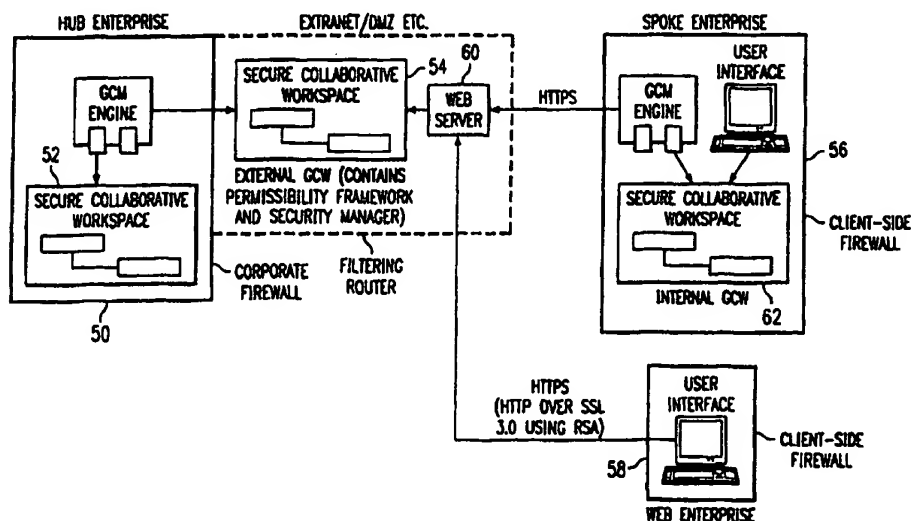 HUB ENTERPRISE
GCM
ENGINE
52
SECURE COLLABORATIVE
WORKSPACE
50
CORPORATE
FIREWALL
EXTRANET/DMZ ETC.
SECURE COLLABORATIVE
WORKSPACE
54
60
WEB
SERVER
EXTERNAL GCW (CONTAINS
PERMISSIBILITY FRAMEWORK
AND SECURITY MANAGER)
FILTERING
ROUTER
HTTPS
SPOKE ENTERPRISE
GCM
ENGINE
USER
INTERFACE
56
SECURE COLLABORATIVE
WORKSPACE
INTERNAL GCW
62
CLIENT-SIDE
FIREWALL
HTTPS
(HTTP OVER SSL
3.0 USING RSA)
USER
INTERFACE
58
CLIENT-SIDE
FIREWALL
WEB ENTERPRISE